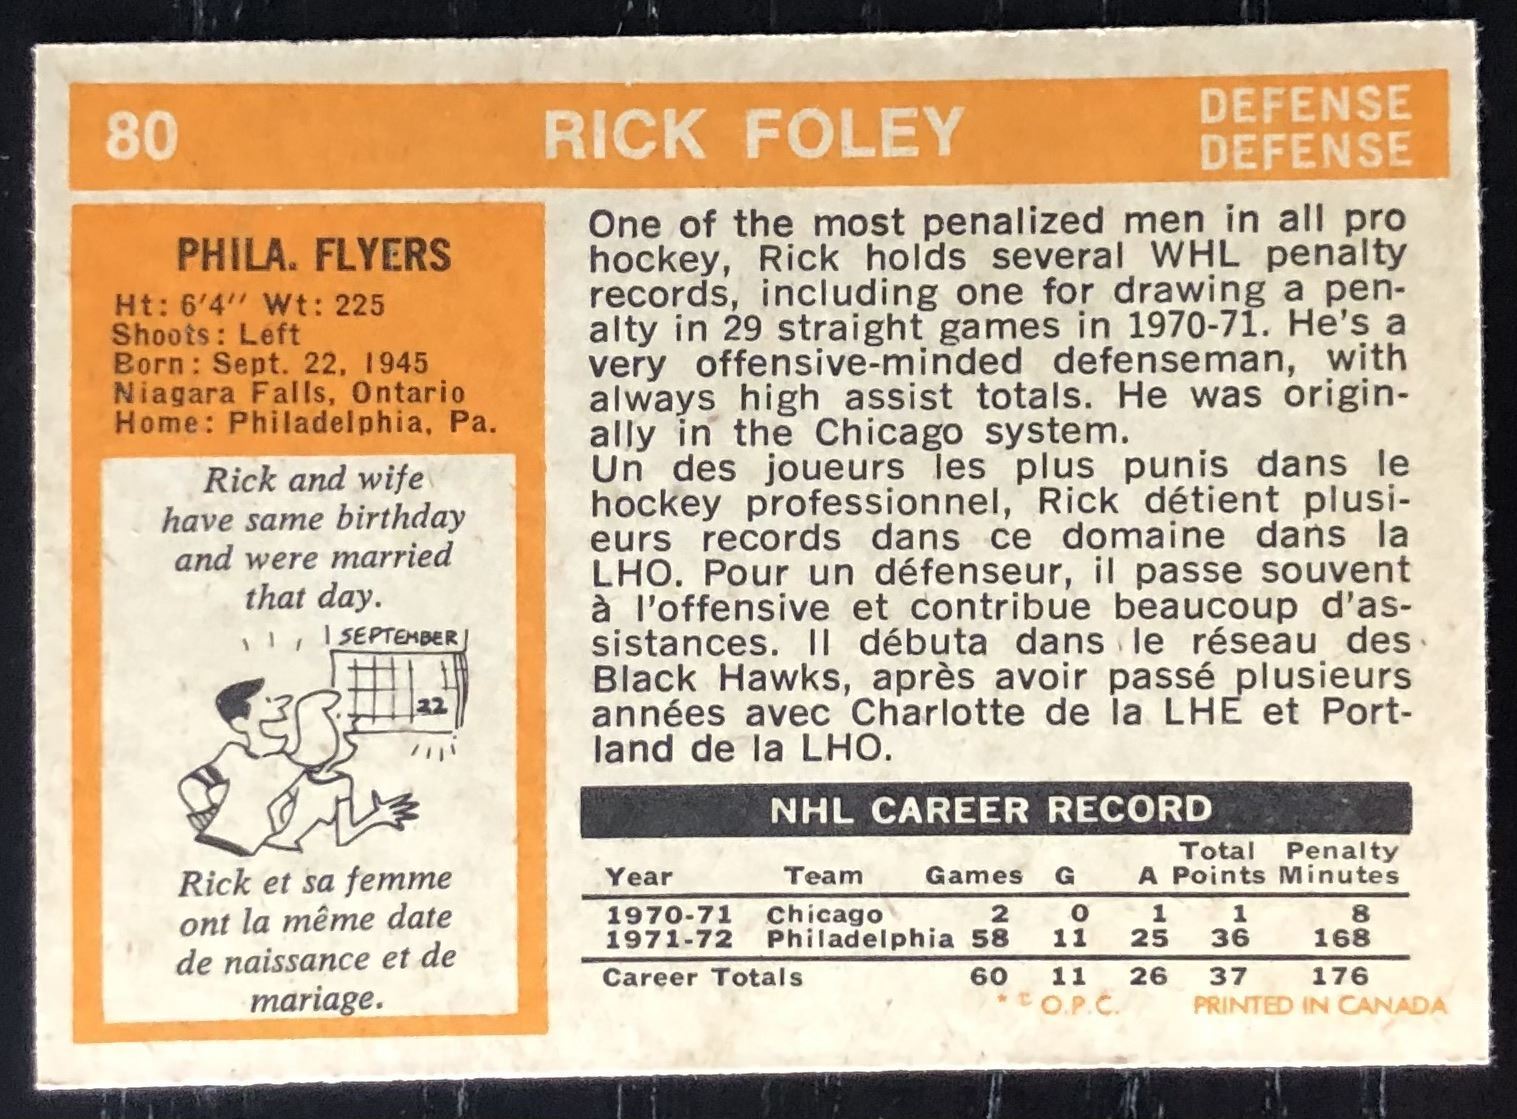 80
RICK FOLEY
DEFENSE
DEFENSE
PHILA. FLYERS
Ht: 6'4'' Wt: 225
Shoots: Left
Born: Sept. 22, 1945
Niagara Falls, Ontario
Home: Philadelphia, Pa.
Rick and wife
have same birthday
and were married
that day.
SEPTEMBER
22
Rick et sa femme
ont la même date
de naissance et de
mariage.
One of the most penalized men in all pro
hockey, Rick holds several WHL penalty
records, including one for drawing a pen-
alty in 29 straight games in 1970-71. He's a
very offensive-minded defenseman, with
always high assist totals. He was origin-
ally in the Chicago system.
Un des joueurs les plus punis dans le
hockey professionnel, Rick détient plusi-
eurs records dans ce domaine dans la
LHO. Pour un défenseur, il passe souvent
à l'offensive et contribue beaucoup d'as-
sistances. Il débuta dans le réseau des
Black Hawks, après avoir passé plusieurs
années avec Charlotte de la LHE et Port-
land de la LHO.
NHL CAREER RECORD
Year Team Games G A Total Points Penalty Minutes
1970-71 Chicago 2 0 1 1 8
1971-72 Philadelphia 58 11 25 36 168
Career Totals 60 11 26 37 176
O.P.C. PRINTED IN CANADA